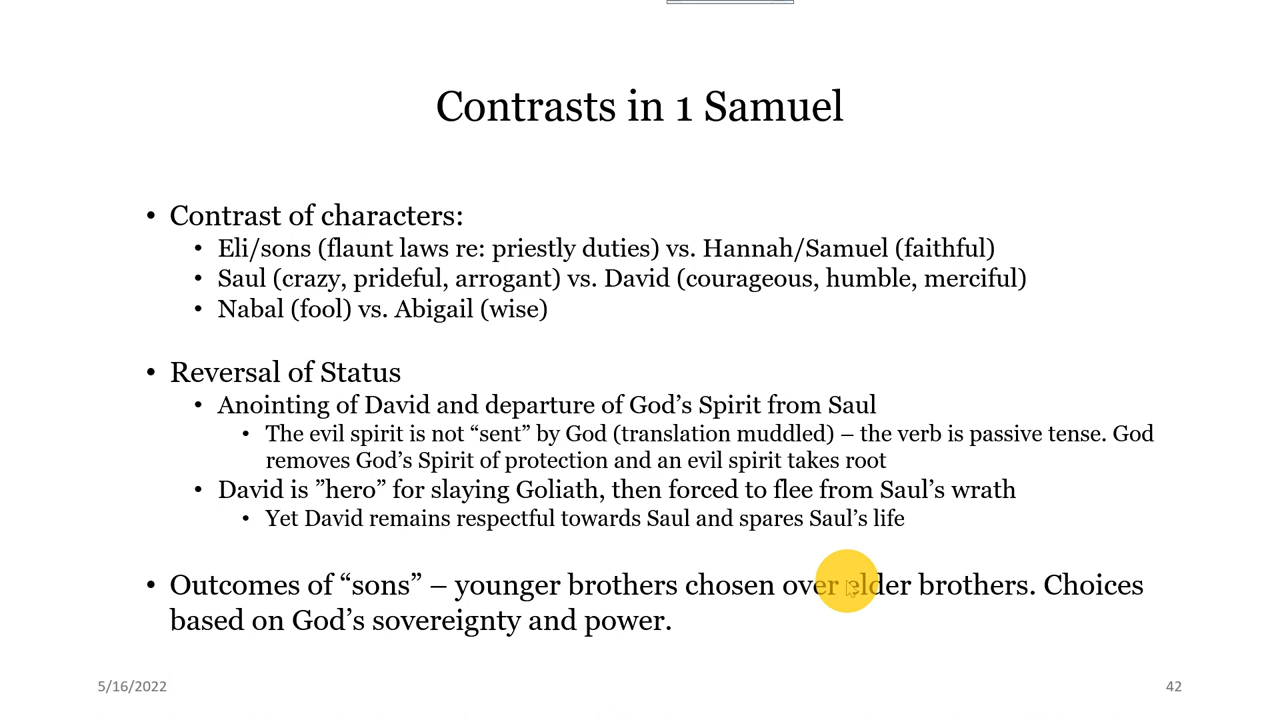 Contrasts in 1 Samuel
• Contrast of characters:
• Eli/sons (flaunt laws re: priestly duties) vs. Hannah/Samuel (faithful)
• Saul (crazy, prideful, arrogant) vs. David (courageous, humble, merciful)
• Nabal (fool) vs. Abigail (wise)
• Reversal of Status
• Anointing of David and departure of God’s Spirit from Saul
• The evil spirit is not “sent” by God (translation muddled) – the verb is passive tense. God
removes God’s Spirit of protection and an evil spirit takes root
• David is ”hero” for slaying Goliath, then forced to flee from Saul’s wrath
• Yet David remains respectful towards Saul and spares Saul’s life
• Outcomes of “sons” – younger brothers chosen over elder brothers. Choices
based on God’s sovereignty and power.
5/16/2022
42